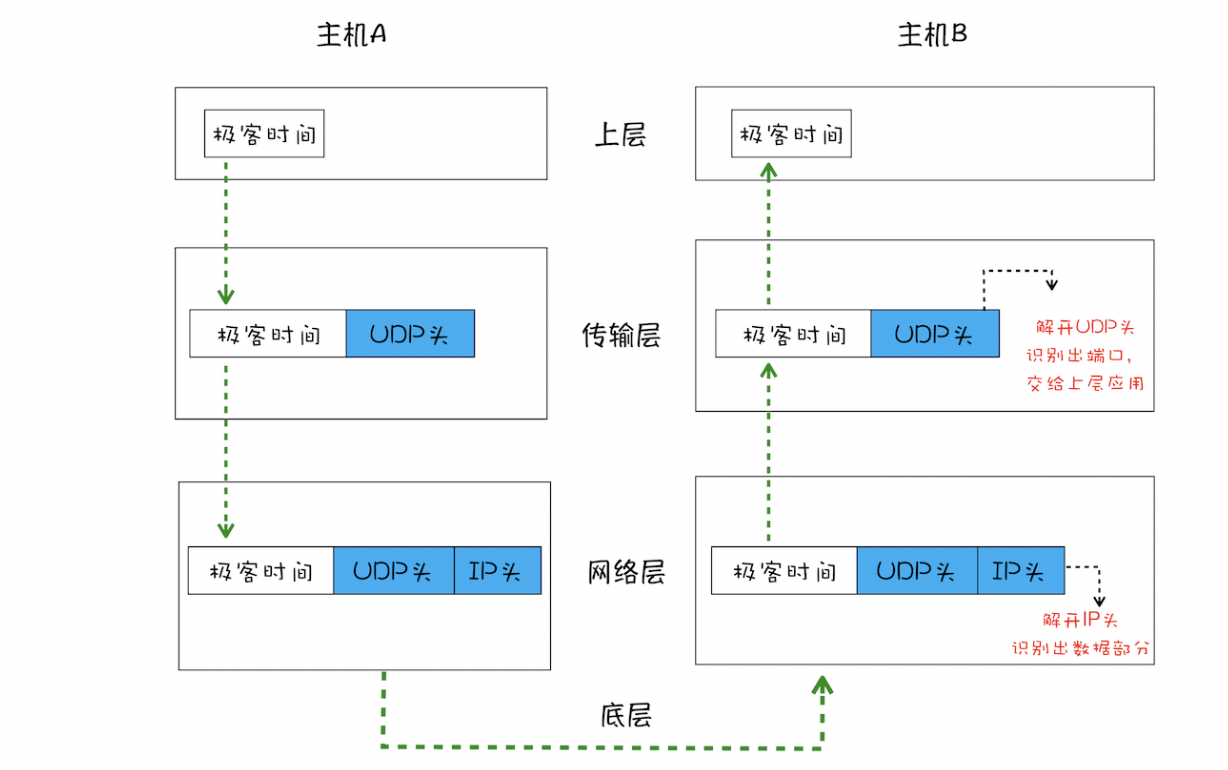 主机A
主机B
极客时间
上层
极客时间
极客时间
UDP头
传输层
极客时间
UDP头
解开UDP头
识别出端口，
交给上层应用
极客时间
UDP头
IP头
网络层
极客时间
UDP头
IP头
解开IP头
识别出数据部分
底层